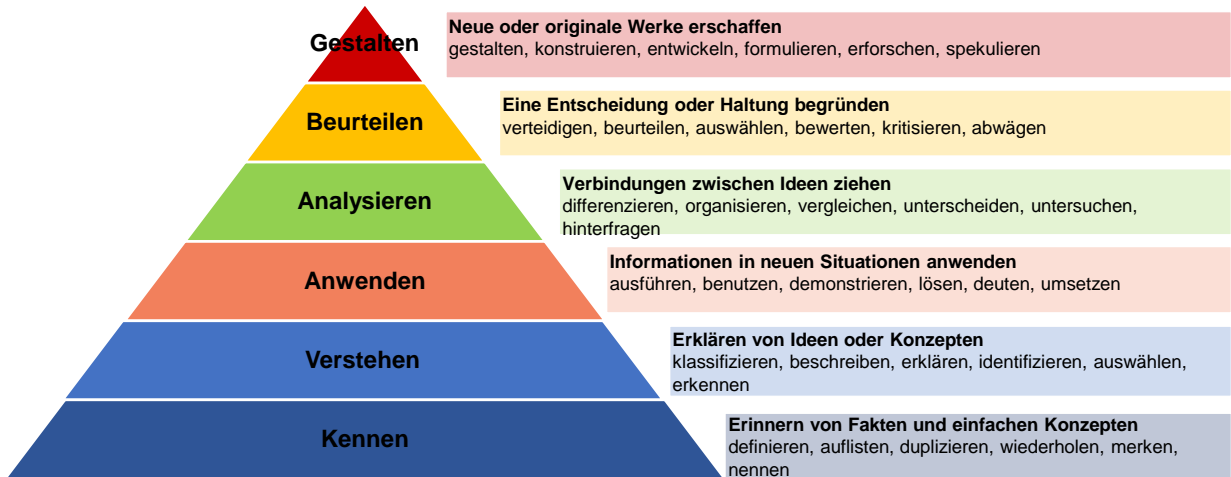 Gestalten
Neue oder originale Werke erschaffen
gestalten, konstruieren, entwickeln, formulieren, erforschen, spekulieren
Beurteilen
Eine Entscheidung oder Haltung begründen
verteidigen, beurteilen, auswählen, bewerten, kritisieren, abwägen
Analysieren
Verbindungen zwischen Ideen ziehen
differenzieren, organisieren, vergleichen, unterscheiden, untersuchen,
hinterfragen
Anwenden
Informationen in neuen Situationen anwenden
ausführen, benutzen, demonstrieren, lösen, deuten, umsetzen
Verstehen
Erklären von Ideen oder Konzepten
klassifizieren, beschreiben, erklären, identifizieren, auswählen,
erkennen
Kennen
Erinnern von Fakten und einfachen Konzepten
definieren, auflisten, duplizieren, wiederholen, merken,
nennen